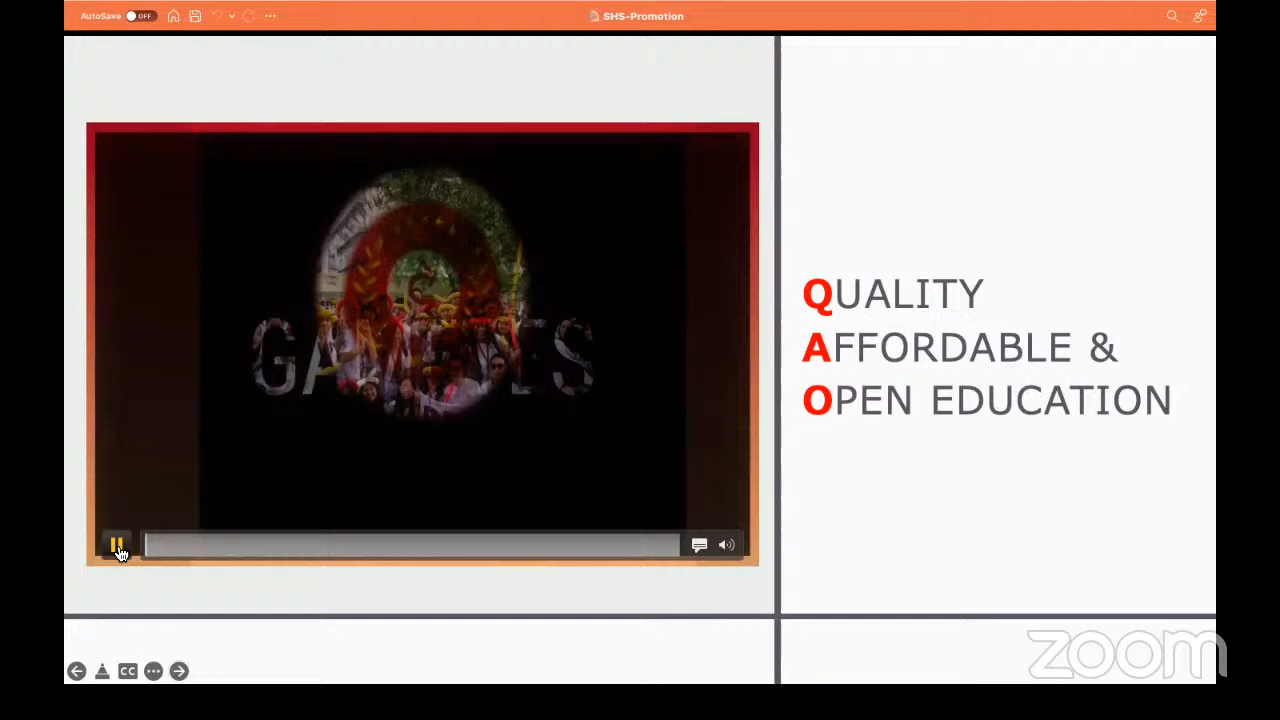 AutoSave OFF
SHS-Promotion
QUALITY
AFFORDABLE &
OPEN EDUCATION
CC
zoom